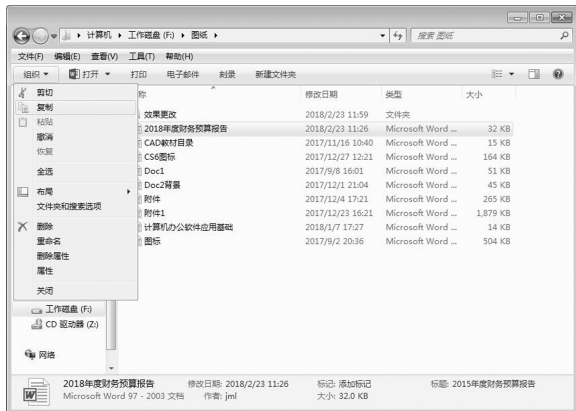 计算机 ▸ 工作磁盘 (F:) ▸ 图纸 ▸
搜索 图纸
文件(F) 编辑(E) 查看(V) 工具(T) 帮助(H)
组织 打开 打印 电子邮件 刻录 新建文件夹
剪切
复制
粘贴
撤消
恢复
全选
布局
文件夹和搜索选项
删除
重命名
删除属性
属性
关闭
工作磁盘 (F:)
CD 驱动器 (Z:)
网络
称 修改日期 类型 大小
效果更改 2018/2/23 11:59 文件夹
2018年度财务预算报告 2018/2/23 11:26 Microsoft Word ... 32 KB
CAD教材目录 2017/11/16 10:40 Microsoft Word ... 15 KB
CS6图标 2017/12/27 12:21 Microsoft Word ... 164 KB
Doc1 2017/9/8 16:01 Microsoft Word ... 51 KB
Doc2背景 2017/12/1 21:04 Microsoft Word ... 45 KB
附件 2017/12/4 17:21 Microsoft Word ... 265 KB
附件1 2017/12/23 16:21 Microsoft Word ... 1,879 KB
计算机办公软件应用基础 2018/1/7 17:27 Microsoft Word ... 14 KB
图标 2017/9/2 20:36 Microsoft Word ... 504 KB
2018年度财务预算报告 修改日期: 2018/2/23 11:26 标记: 添加标记 标题: 2015年度财务预算报告
Microsoft Word 97 - 2003 文档 作者: jml 大小: 32.0 KB